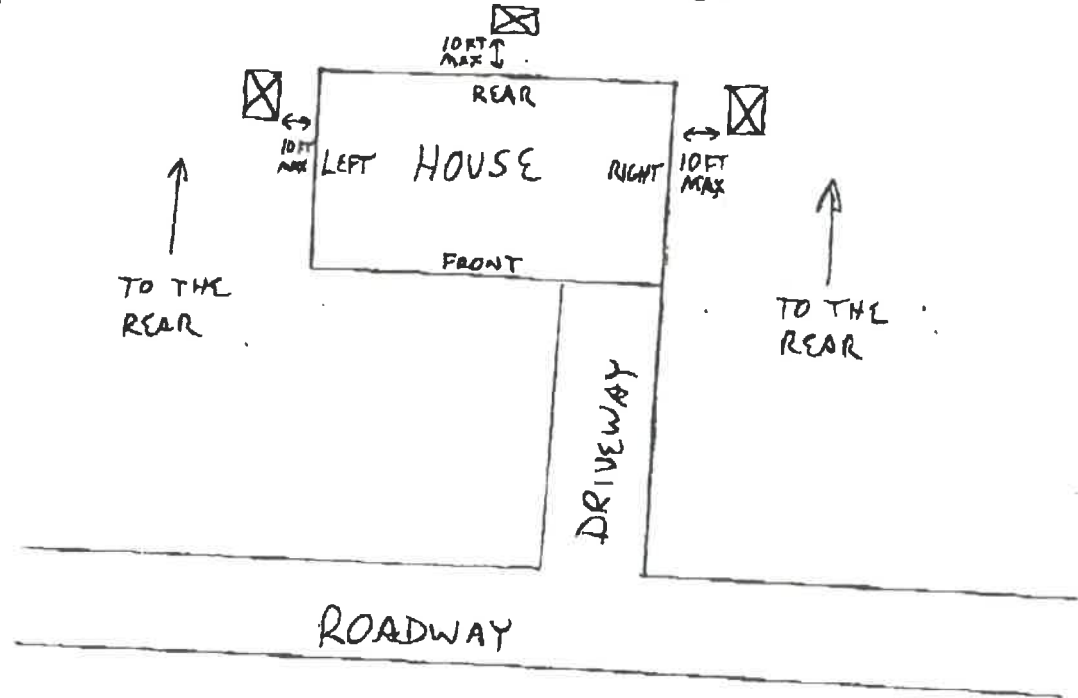 10FT
MAX
REAR
10FT
MAX
LEFT
HOUSE
RIGHT
10FT
MAX
FRONT
TO THE
REAR
TO THE
REAR
DRIVEWAY
ROADWAY